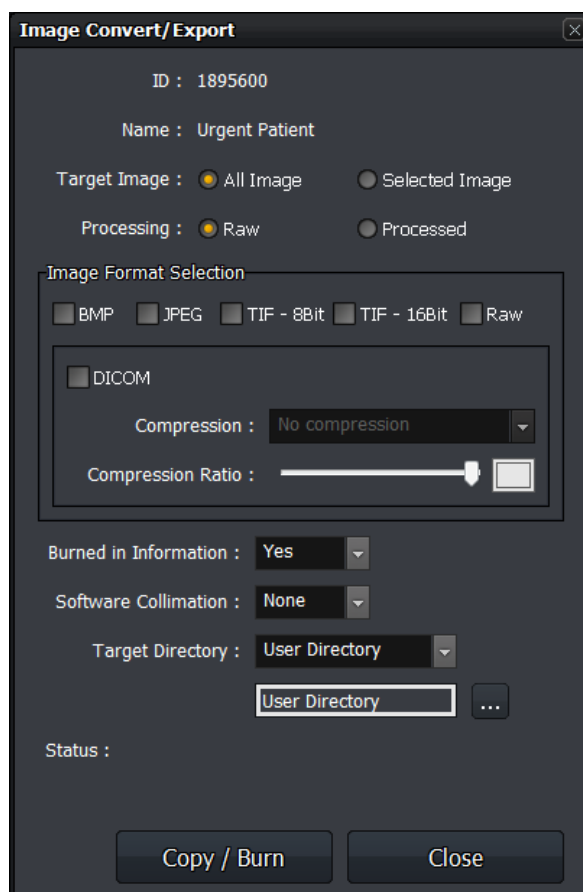 Image Convert/Export
ID : 1895600
Name : Urgent Patient
Target Image : All Image Selected Image
Processing : Raw Processed
Image Format Selection
BMP JPEG TIF - 8Bit TIF - 16Bit Raw
DICOM
Compression : No compression
Compression Ratio :
Burned in Information : Yes
Software Collimation : None
Target Directory : User Directory
User Directory ...
Status :
Copy / Burn Close